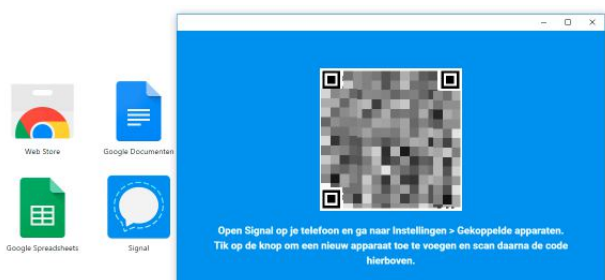 Web Store
Google Documenten
Google Spreadsheets
Signal
Open Signal op je telefoon en ga naar Instellingen > Gekoppelde apparaten.
Tik op de knop om een nieuw apparaat toe te voegen en scan daarna de code
hierboven.